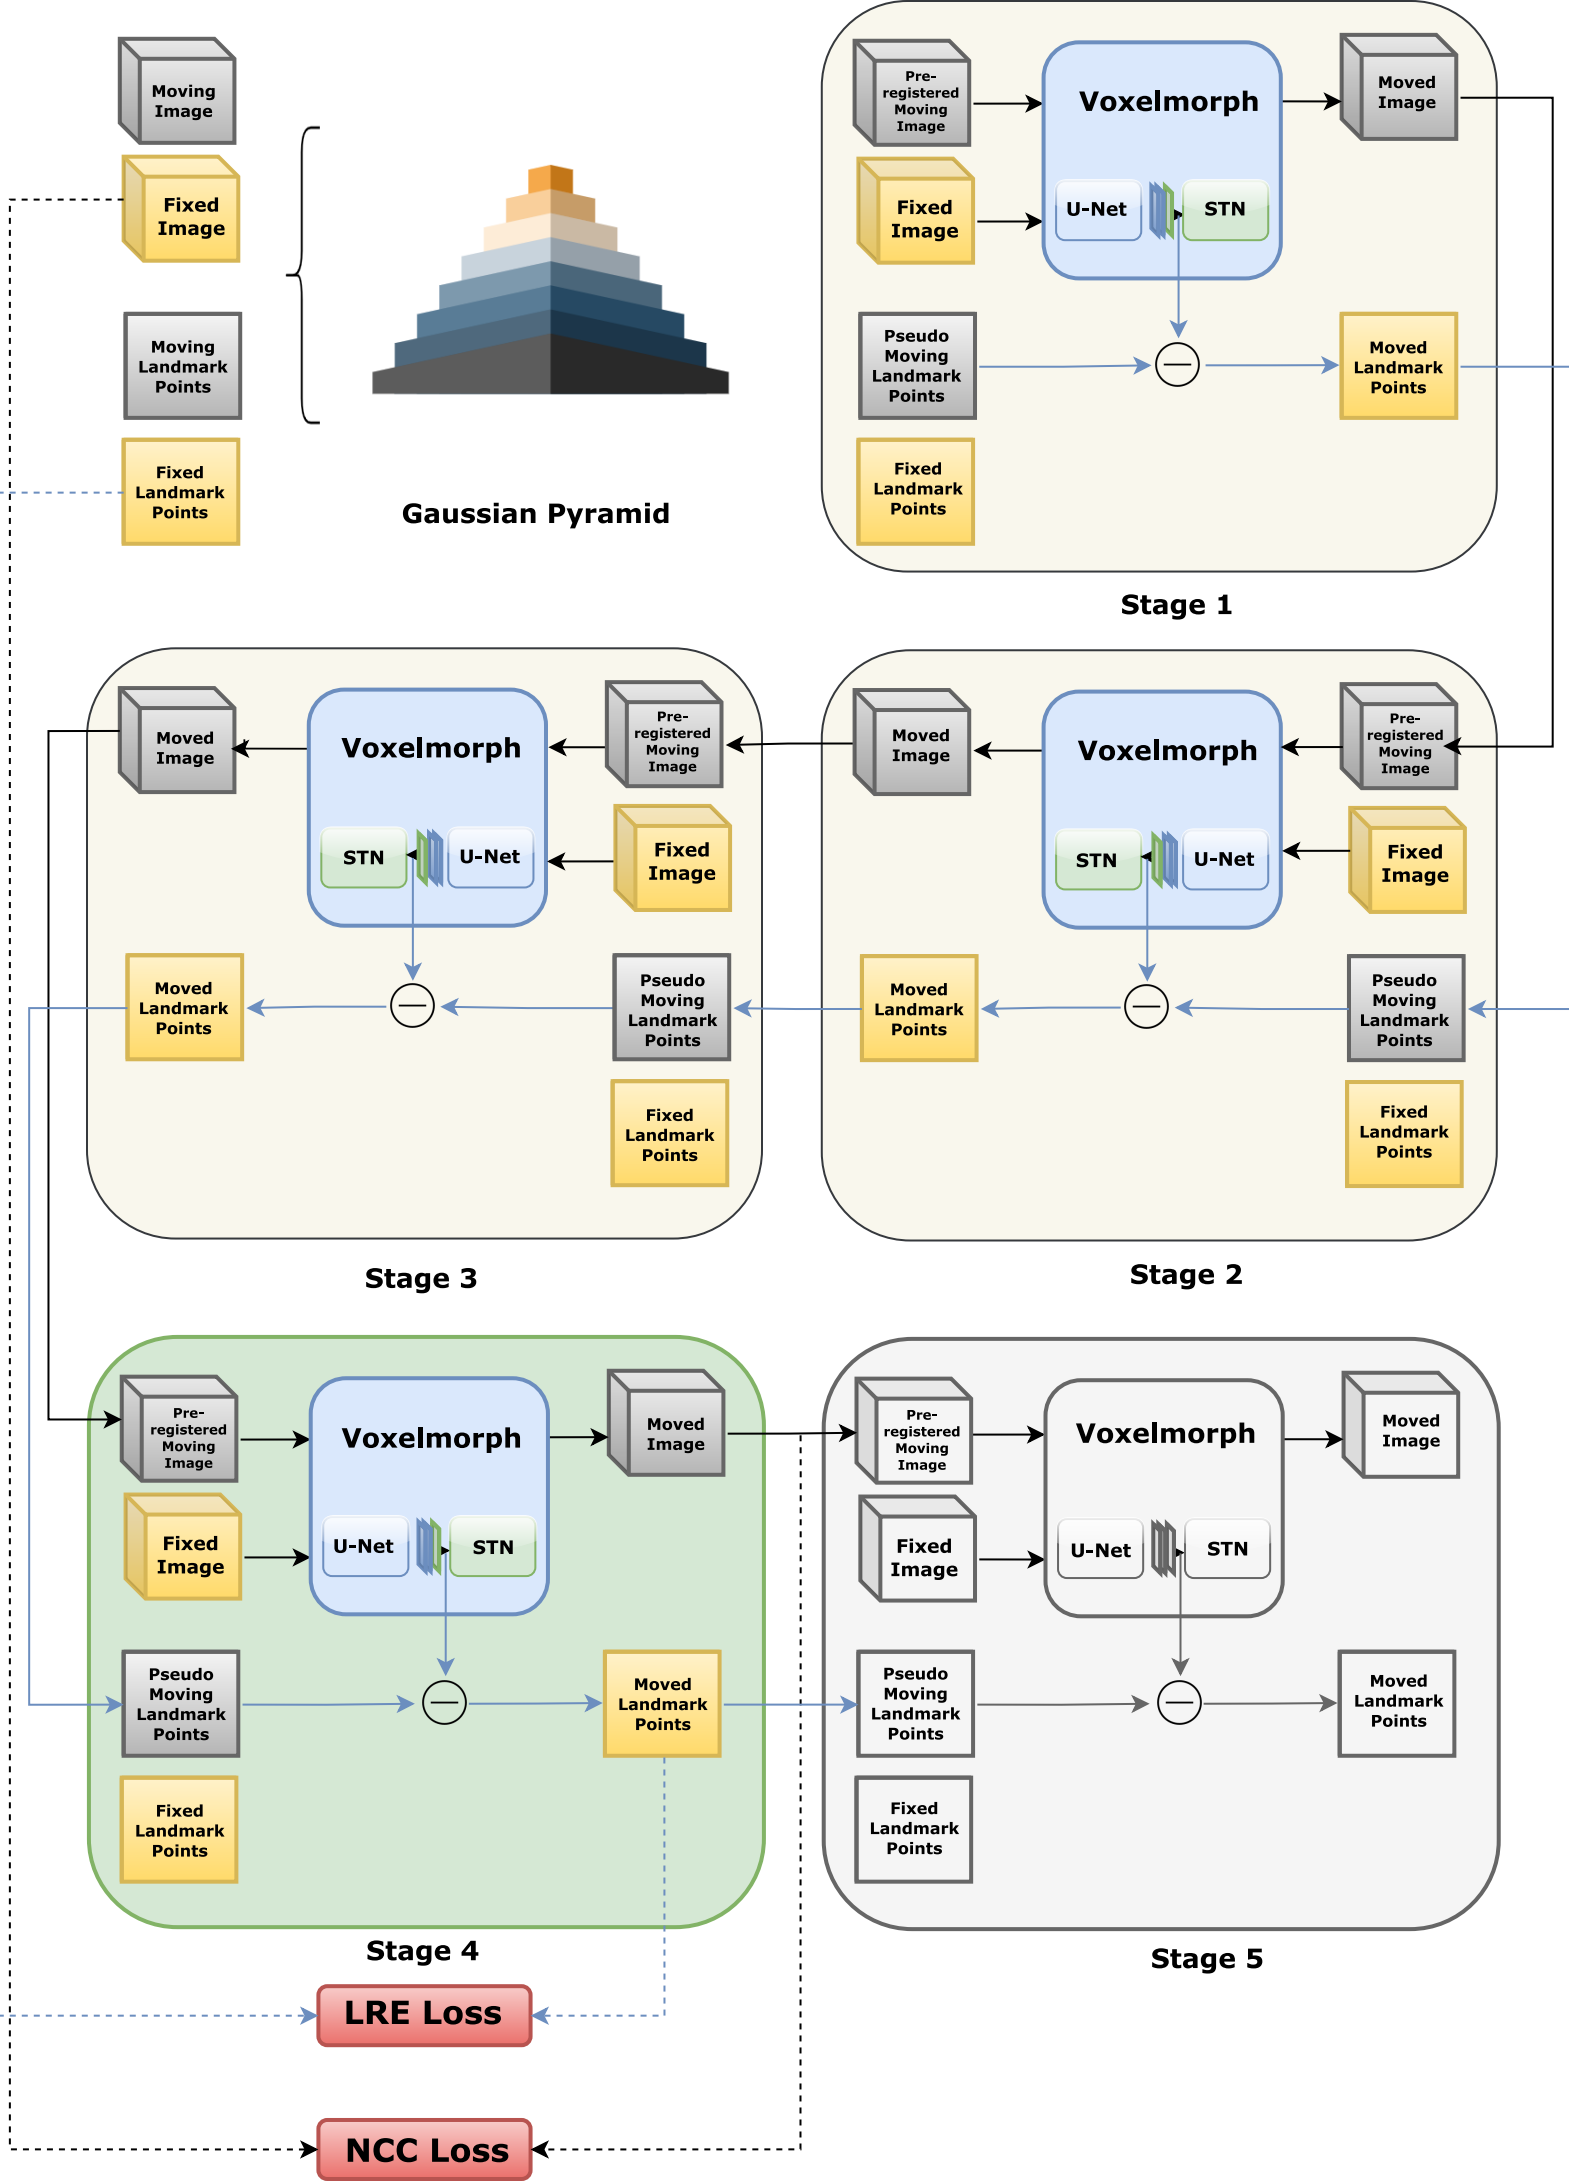 Moving
Image
Fixed
Image
Moving
Landmark
Points
Fixed
Landmark
Points
Gaussian Pyramid
Pre-
registered
Moving
Image
Fixed
Image
Voxelmorph
U-Net
STN
Moved
Image
Pseudo
Moving
Landmark
Points
Moved
Landmark
Points
Fixed
Landmark
Points
Stage 1
Moved
Image
Voxelmorph
STN
U-Net
Pre-
registered
Moving
Image
Fixed
Image
Moved
Landmark
Points
Pseudo
Moving
Landmark
Points
Fixed
Landmark
Points
Stage 3
Moved
Image
Voxelmorph
STN
U-Net
Pre-
registered
Moving
Image
Fixed
Image
Moved
Landmark
Points
Pseudo
Moving
Landmark
Points
Fixed
Landmark
Points
Stage 2
Pre-
registered
Moving
Image
Fixed
Image
Voxelmorph
U-Net
STN
Moved
Image
Pseudo
Moving
Landmark
Points
Moved
Landmark
Points
Fixed
Landmark
Points
Stage 4
Pre-
registered
Moving
Image
Fixed
Image
Voxelmorph
U-Net
STN
Moved
Image
Pseudo
Moving
Landmark
Points
Moved
Landmark
Points
Fixed
Landmark
Points
Stage 5
LRE Loss
NCC Loss